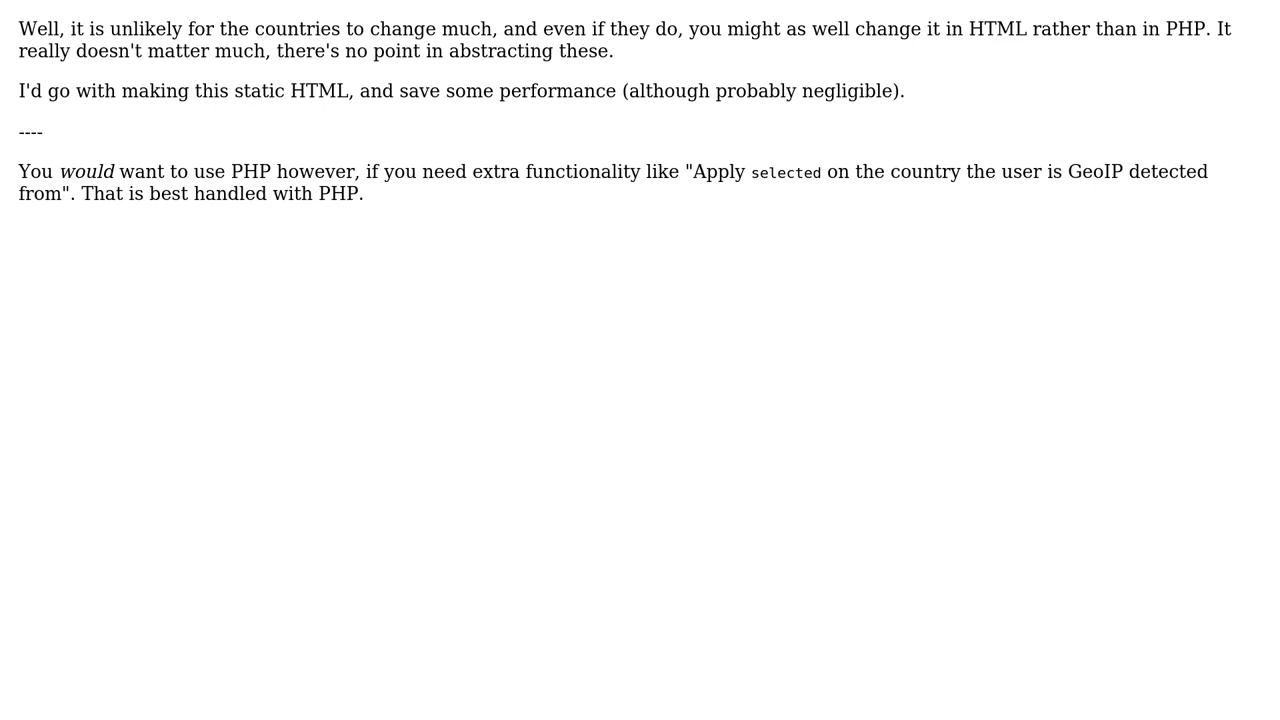 Well, it is unlikely for the countries to change much, and even if they do, you might as well change it in HTML rather than in PHP. It
really doesn't matter much, there's no point in abstracting these.
I'd go with making this static HTML, and save some performance (although probably negligible).
----
You would want to use PHP however, if you need extra functionality like "Apply selected on the country the user is GeoIP detected
from". That is best handled with PHP.